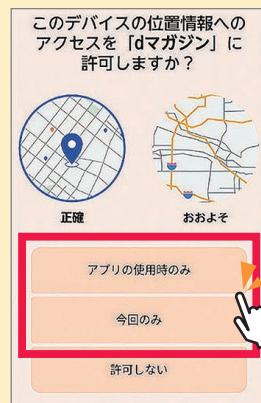 このデバイスの位置情報への
アクセスを「dマガジン」に
許可しますか？
正確
おおよそ
アプリの使用時のみ
今回のみ
許可しない